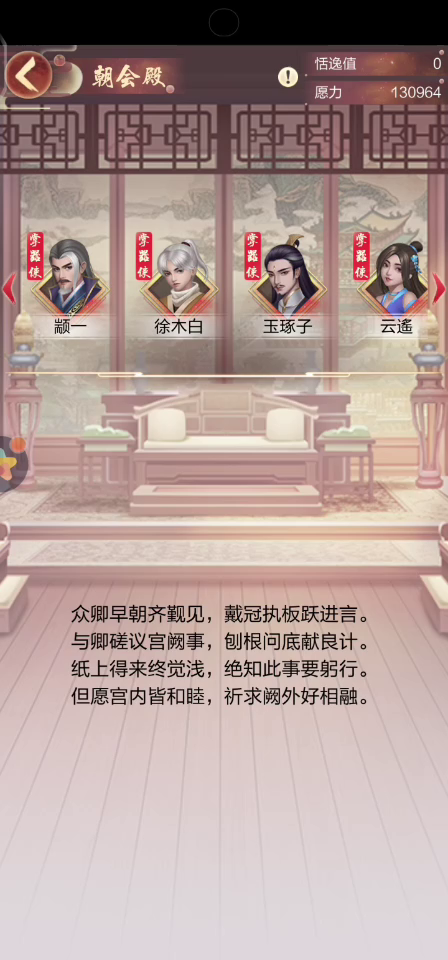 朝会殿
恬逸值 0
愿力 130964
掌器使 掌器使 掌器使 掌器使
颛一 徐木白 玉琢子 云遙
众卿早朝齐觐见，戴冠执板跃进言。
与卿磋议宫阙事，刨根问底献良计。
纸上得来终觉浅，绝知此事要躬行。
但愿宫内皆和睦，祈求阙外好相融。